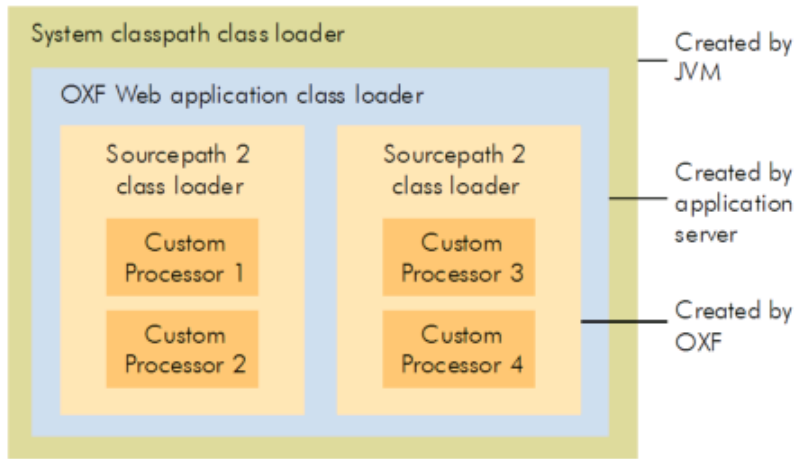 System classpath class loader
OXF Web application class loader
Sourcepath 2
class loader
Custom
Processor 1
Custom
Processor 2
Sourcepath 2
class loader
Custom
Processor 3
Custom
Processor 4
Created by
JVM
Created by
application
server
Created by
OXF